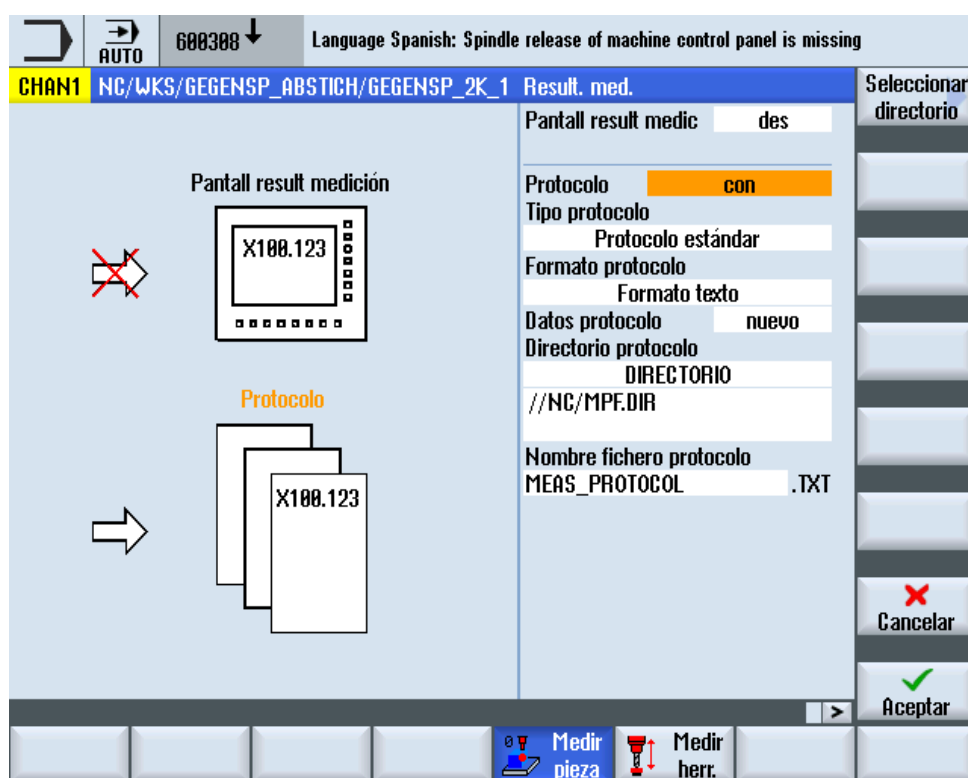 AUTO
600308
Language Spanish: Spindle release of machine control panel is missing
CHAN1 NC/WKS/GEGENSP_ABSTICH/GEGENSP_2K_1 Result. med.
Seleccionar
directorio
Pantall result medic des
Pantall result medición
X100.123
Protocolo con
Tipo protocolo
Protocolo estándar
Formato protocolo
Formato texto
Datos protocolo nuevo
Directorio protocolo
DIRECTORIO
//NC/MPF.DIR
Nombre fichero protocolo
MEAS_PROTOCOL .TXT
Protocolo
X100.123
Cancelar
Aceptar
>
0 Medir
pieza
Medir
herr.